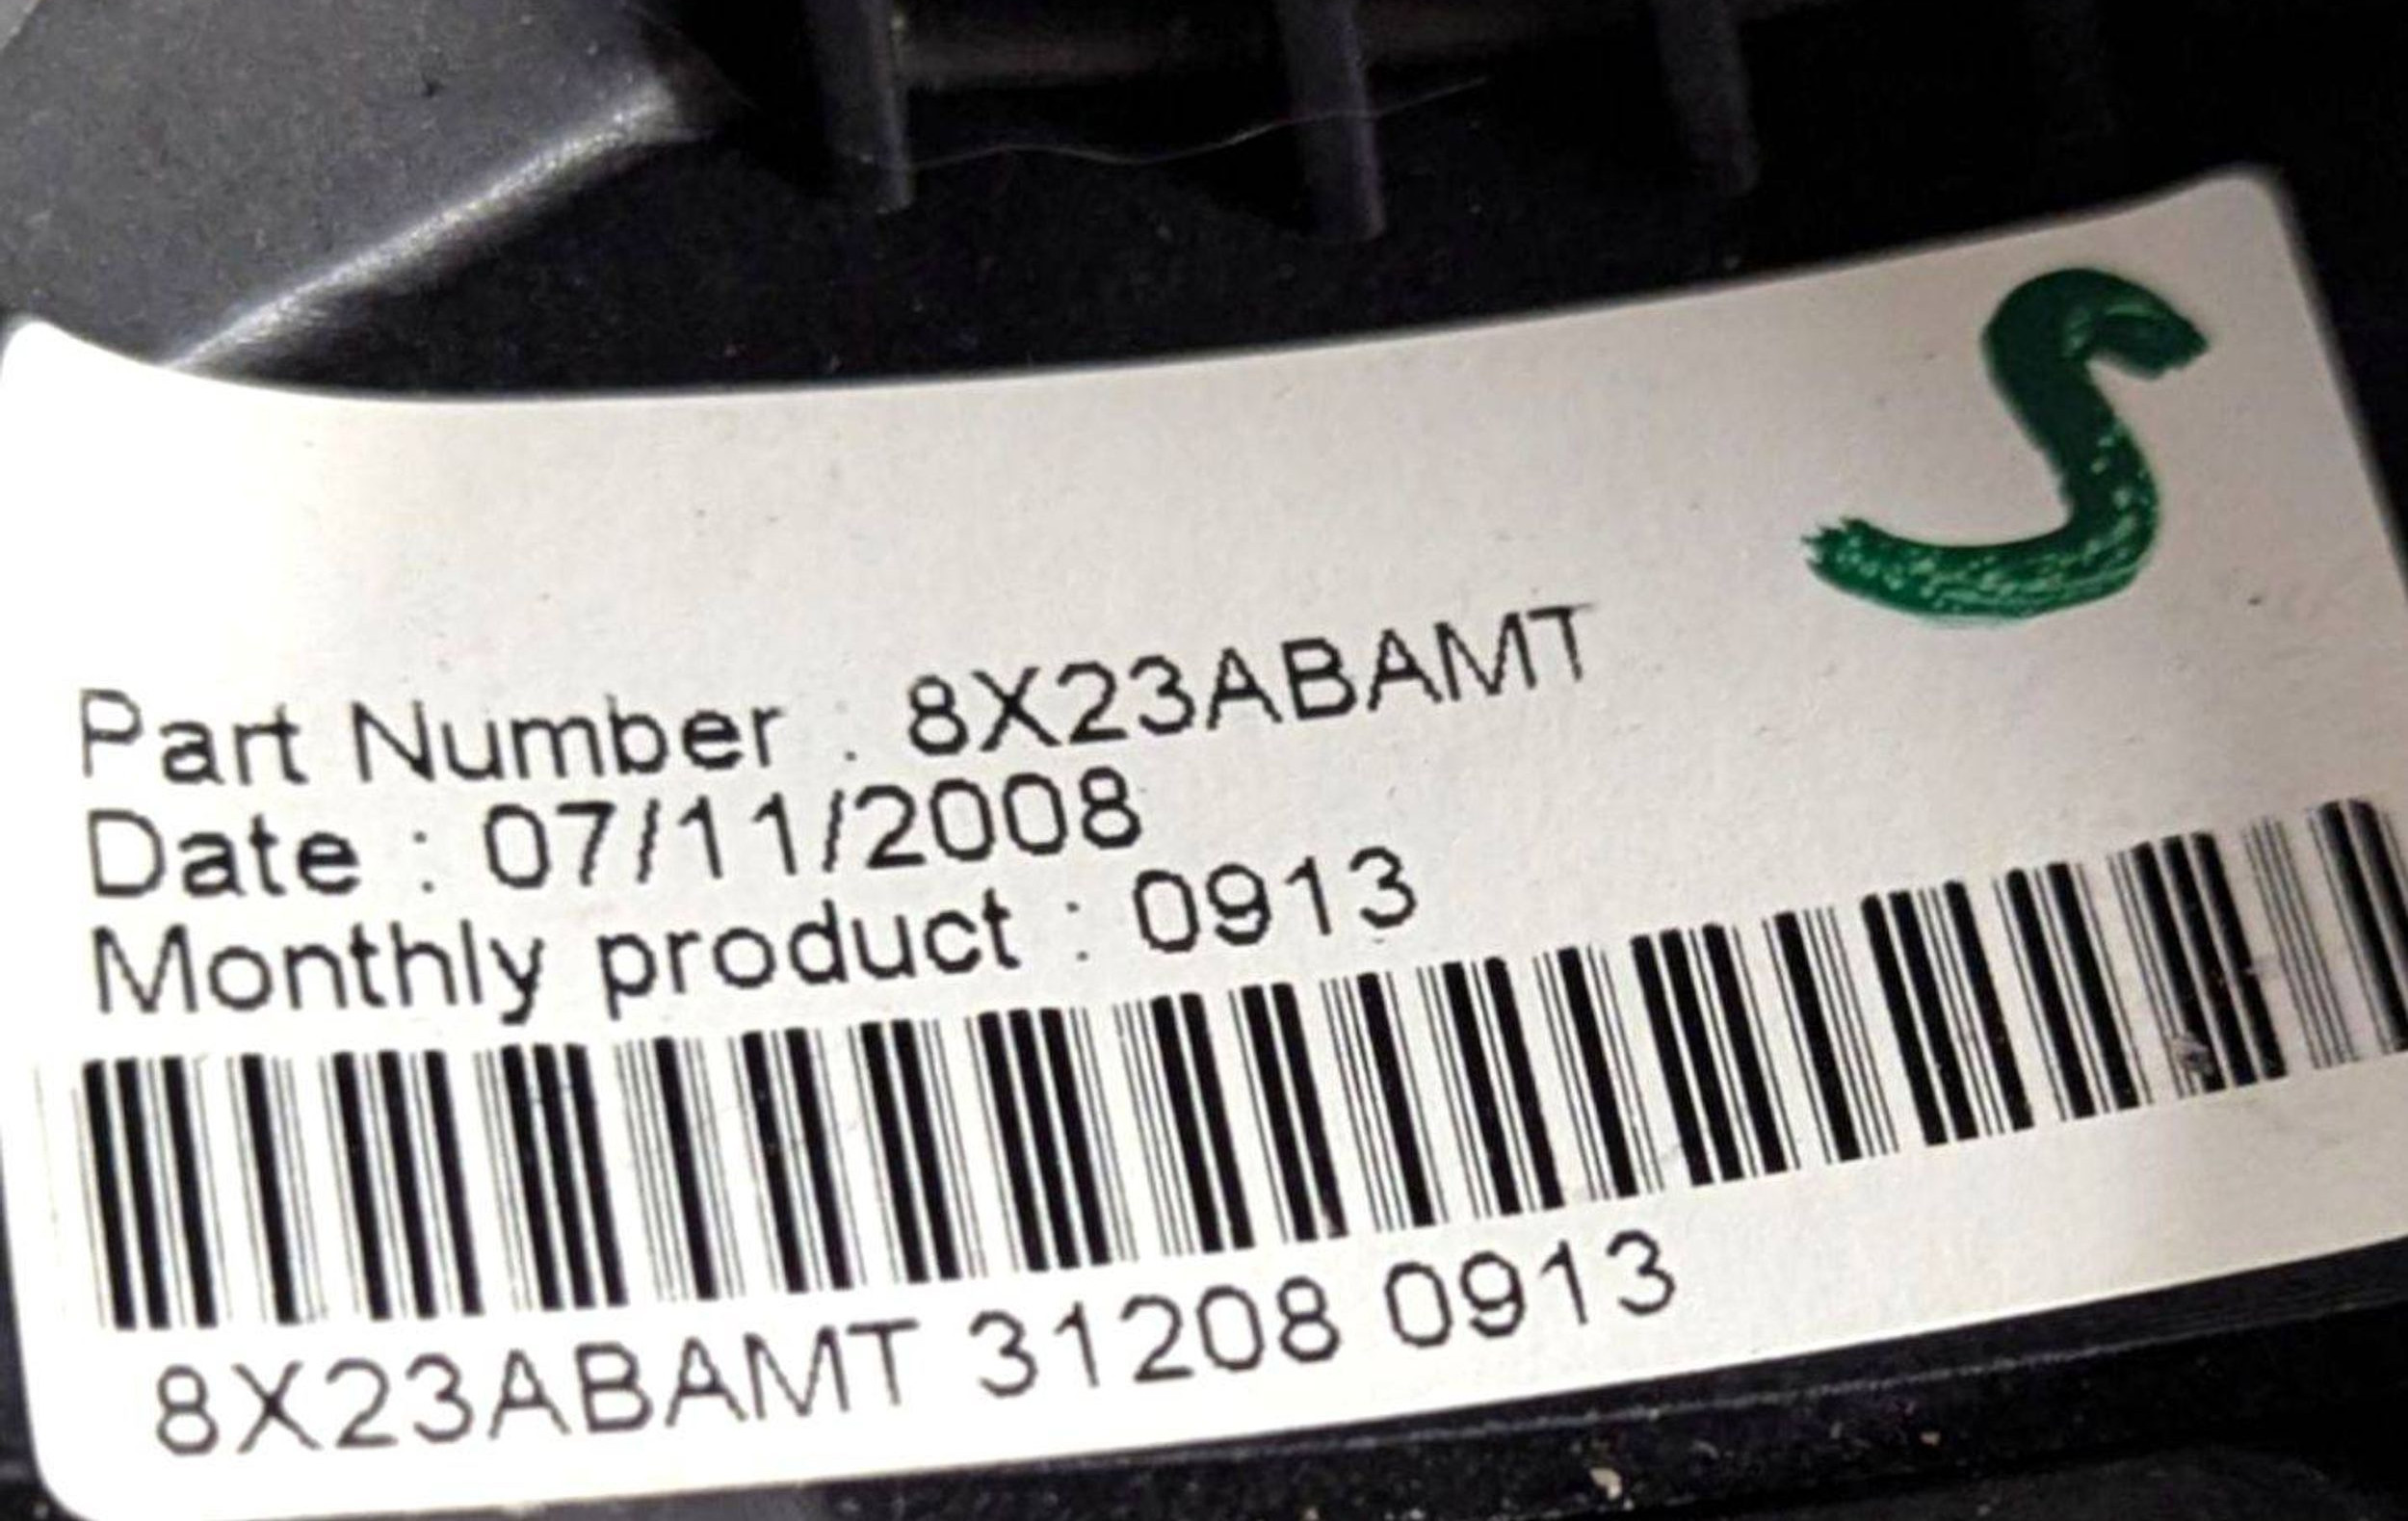 S
Part Number : 8X23ABAMT
Date : 07/11/2008
Monthly product : 0913
8X23ABAMT 31208 0913